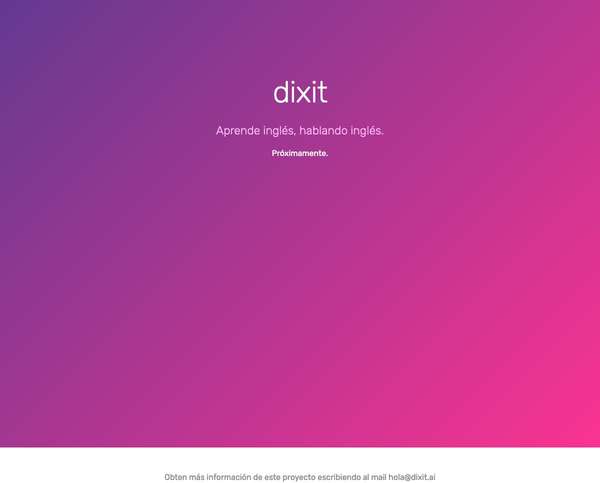 dixit
Aprende inglés, hablando inglés.
Próximamente.
Obten más información de este proyecto escribiendo al mail hola@dixit.ai